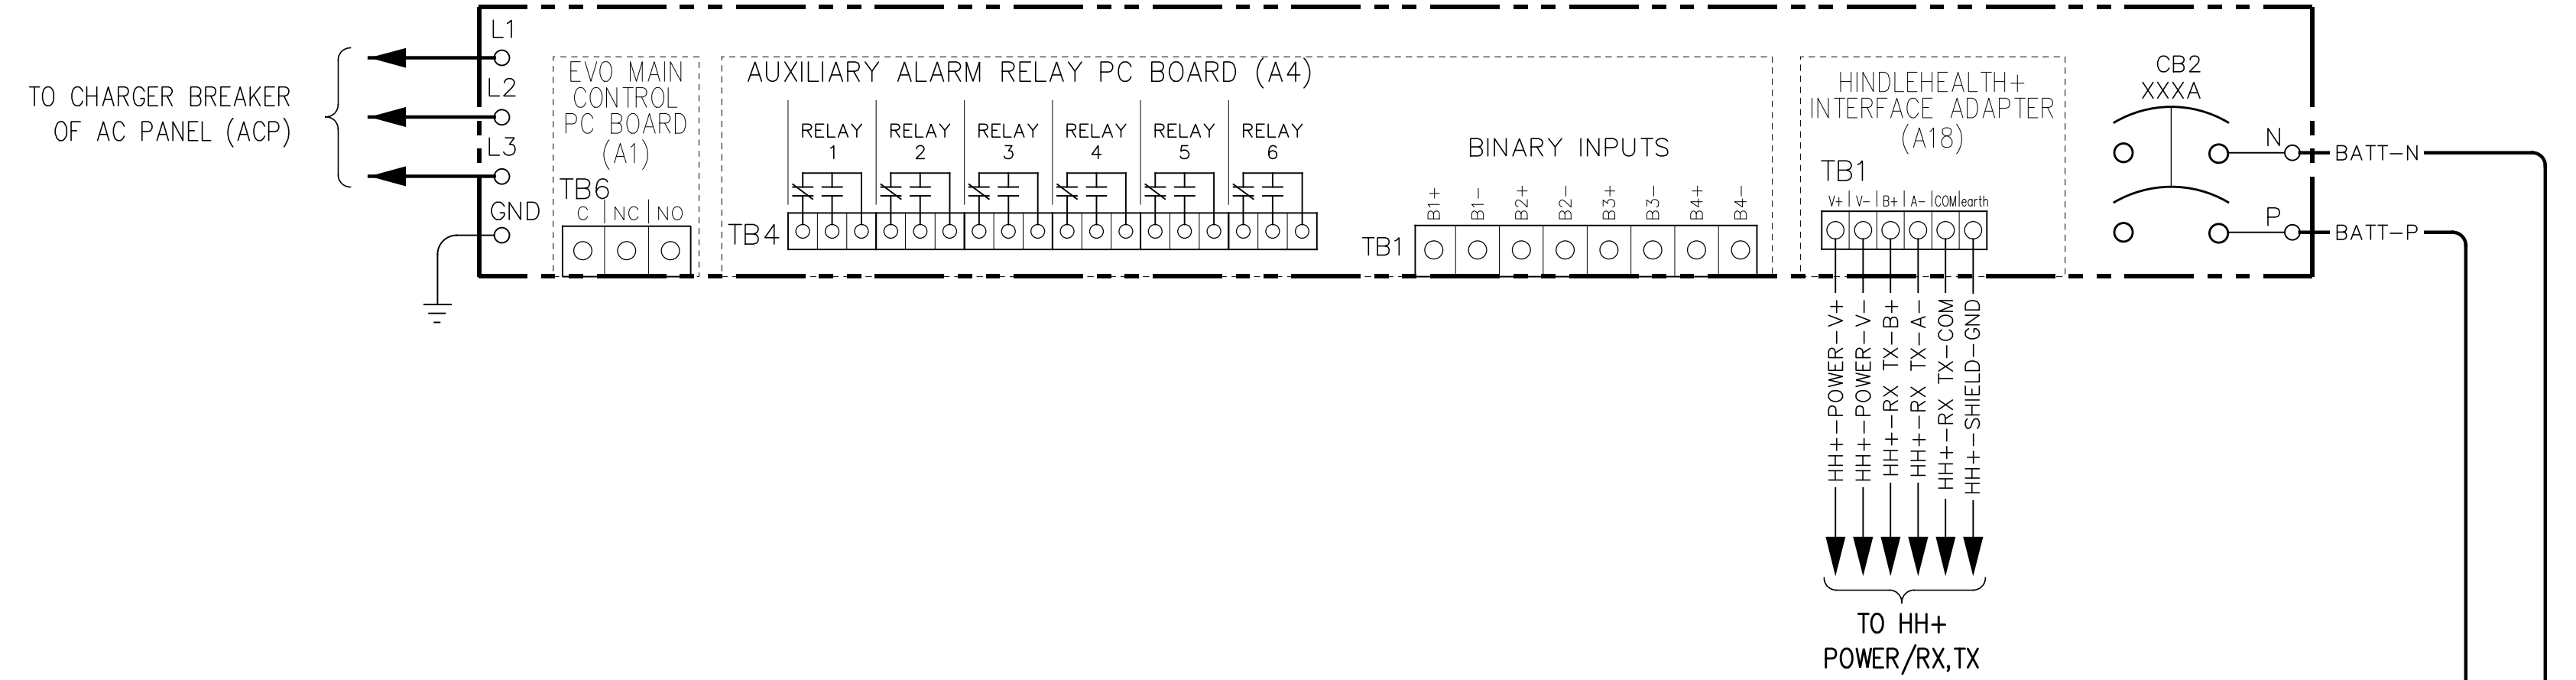 L1
L2
L3
GND
TO CHARGER BREAKER
OF AC PANEL (ACP)
EVO MAIN
CONTROL
PC BOARD
(A1)
TB6
C NC NO
AUXILIARY ALARM RELAY PC BOARD (A4)
RELAY
1
RELAY
2
RELAY
3
RELAY
4
RELAY
5
RELAY
6
TB4
BINARY INPUTS
B1+
B1-
B2+
B2-
B3+
B3-
B4+
B4-
TB1
HINDLEHEALTH+
INTERFACE ADAPTER
(A18)
TB1
V+ V- B+ A- COM earth
HH+-POWER-V+
HH+-POWER-V-
HH+-RX TX-B+
HH+-RX TX-A-
HH+-RX TX-COM
HH+-SHIELD-GND
TO HH+
POWER/RX,TX
CB2
XXXA
N
BATT-N
P
BATT-P